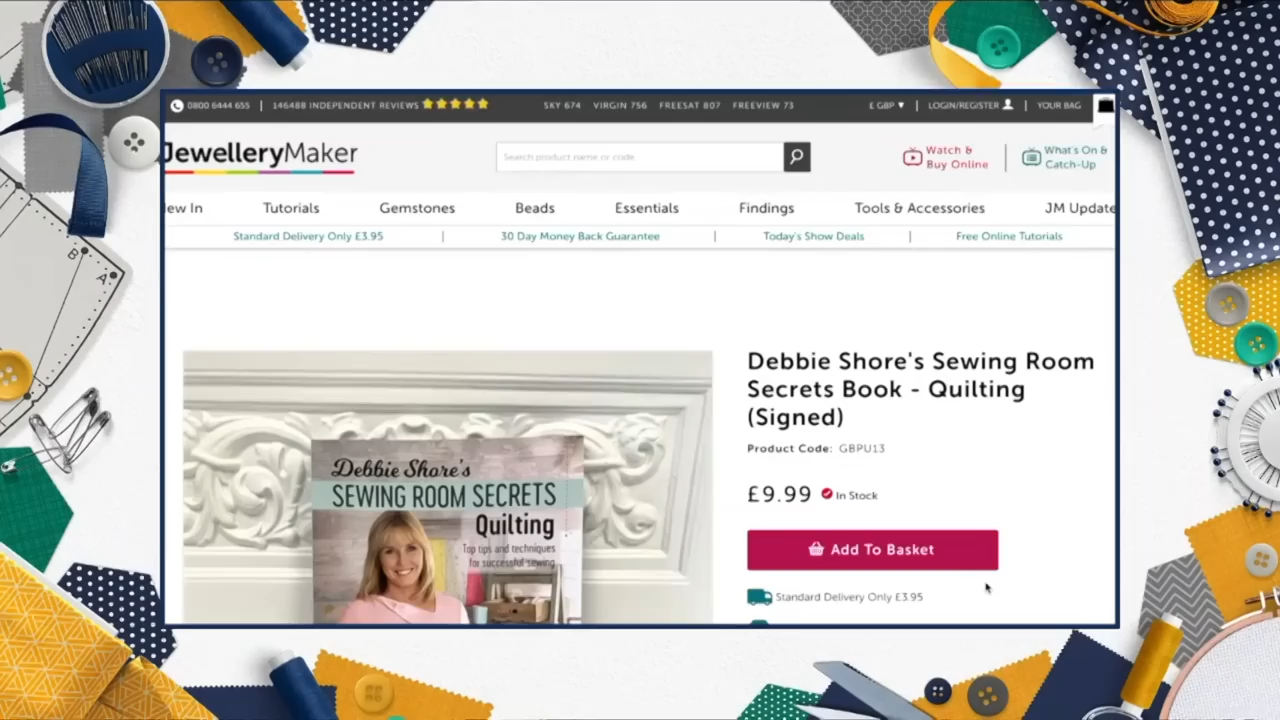 0800 6444 655 | 146488 INDEPENDENT REVIEWS SKY 674 VIRGIN 756 FREESAT 807 FREEVIEW 73 £ GBP ▼ | LOGIN/REGISTER | YOUR BAG
JewelleryMaker
Search product name or code
Watch &
Buy Online
What's On &
Catch-Up
ew In Tutorials Gemstones Beads Essentials Findings Tools & Accessories JM Update
Standard Delivery Only £3.95 | 30 Day Money Back Guarantee | Today's Show Deals | Free Online Tutorials
B
A
Debbie Shore's Sewing Room
Secrets Book - Quilting
(Signed)
Product Code: GBPU13
£9.99 In Stock
Add To Basket
Standard Delivery Only £3.95
Debbie Shore's
SEWING ROOM SECRETS
Quilting
Top tips and techniques
for successful sewing